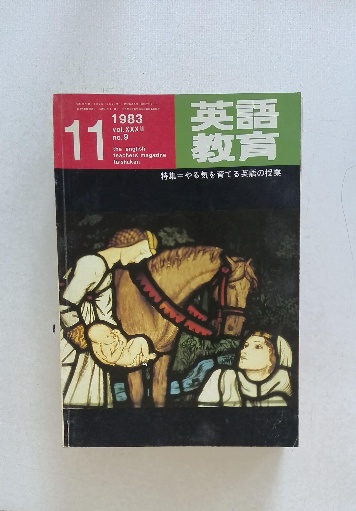 11
1983
vol.XXXII
no.9
the english
teachers' magazine
taishukan
英語
教育
特集=やる気を育てる英語の授業